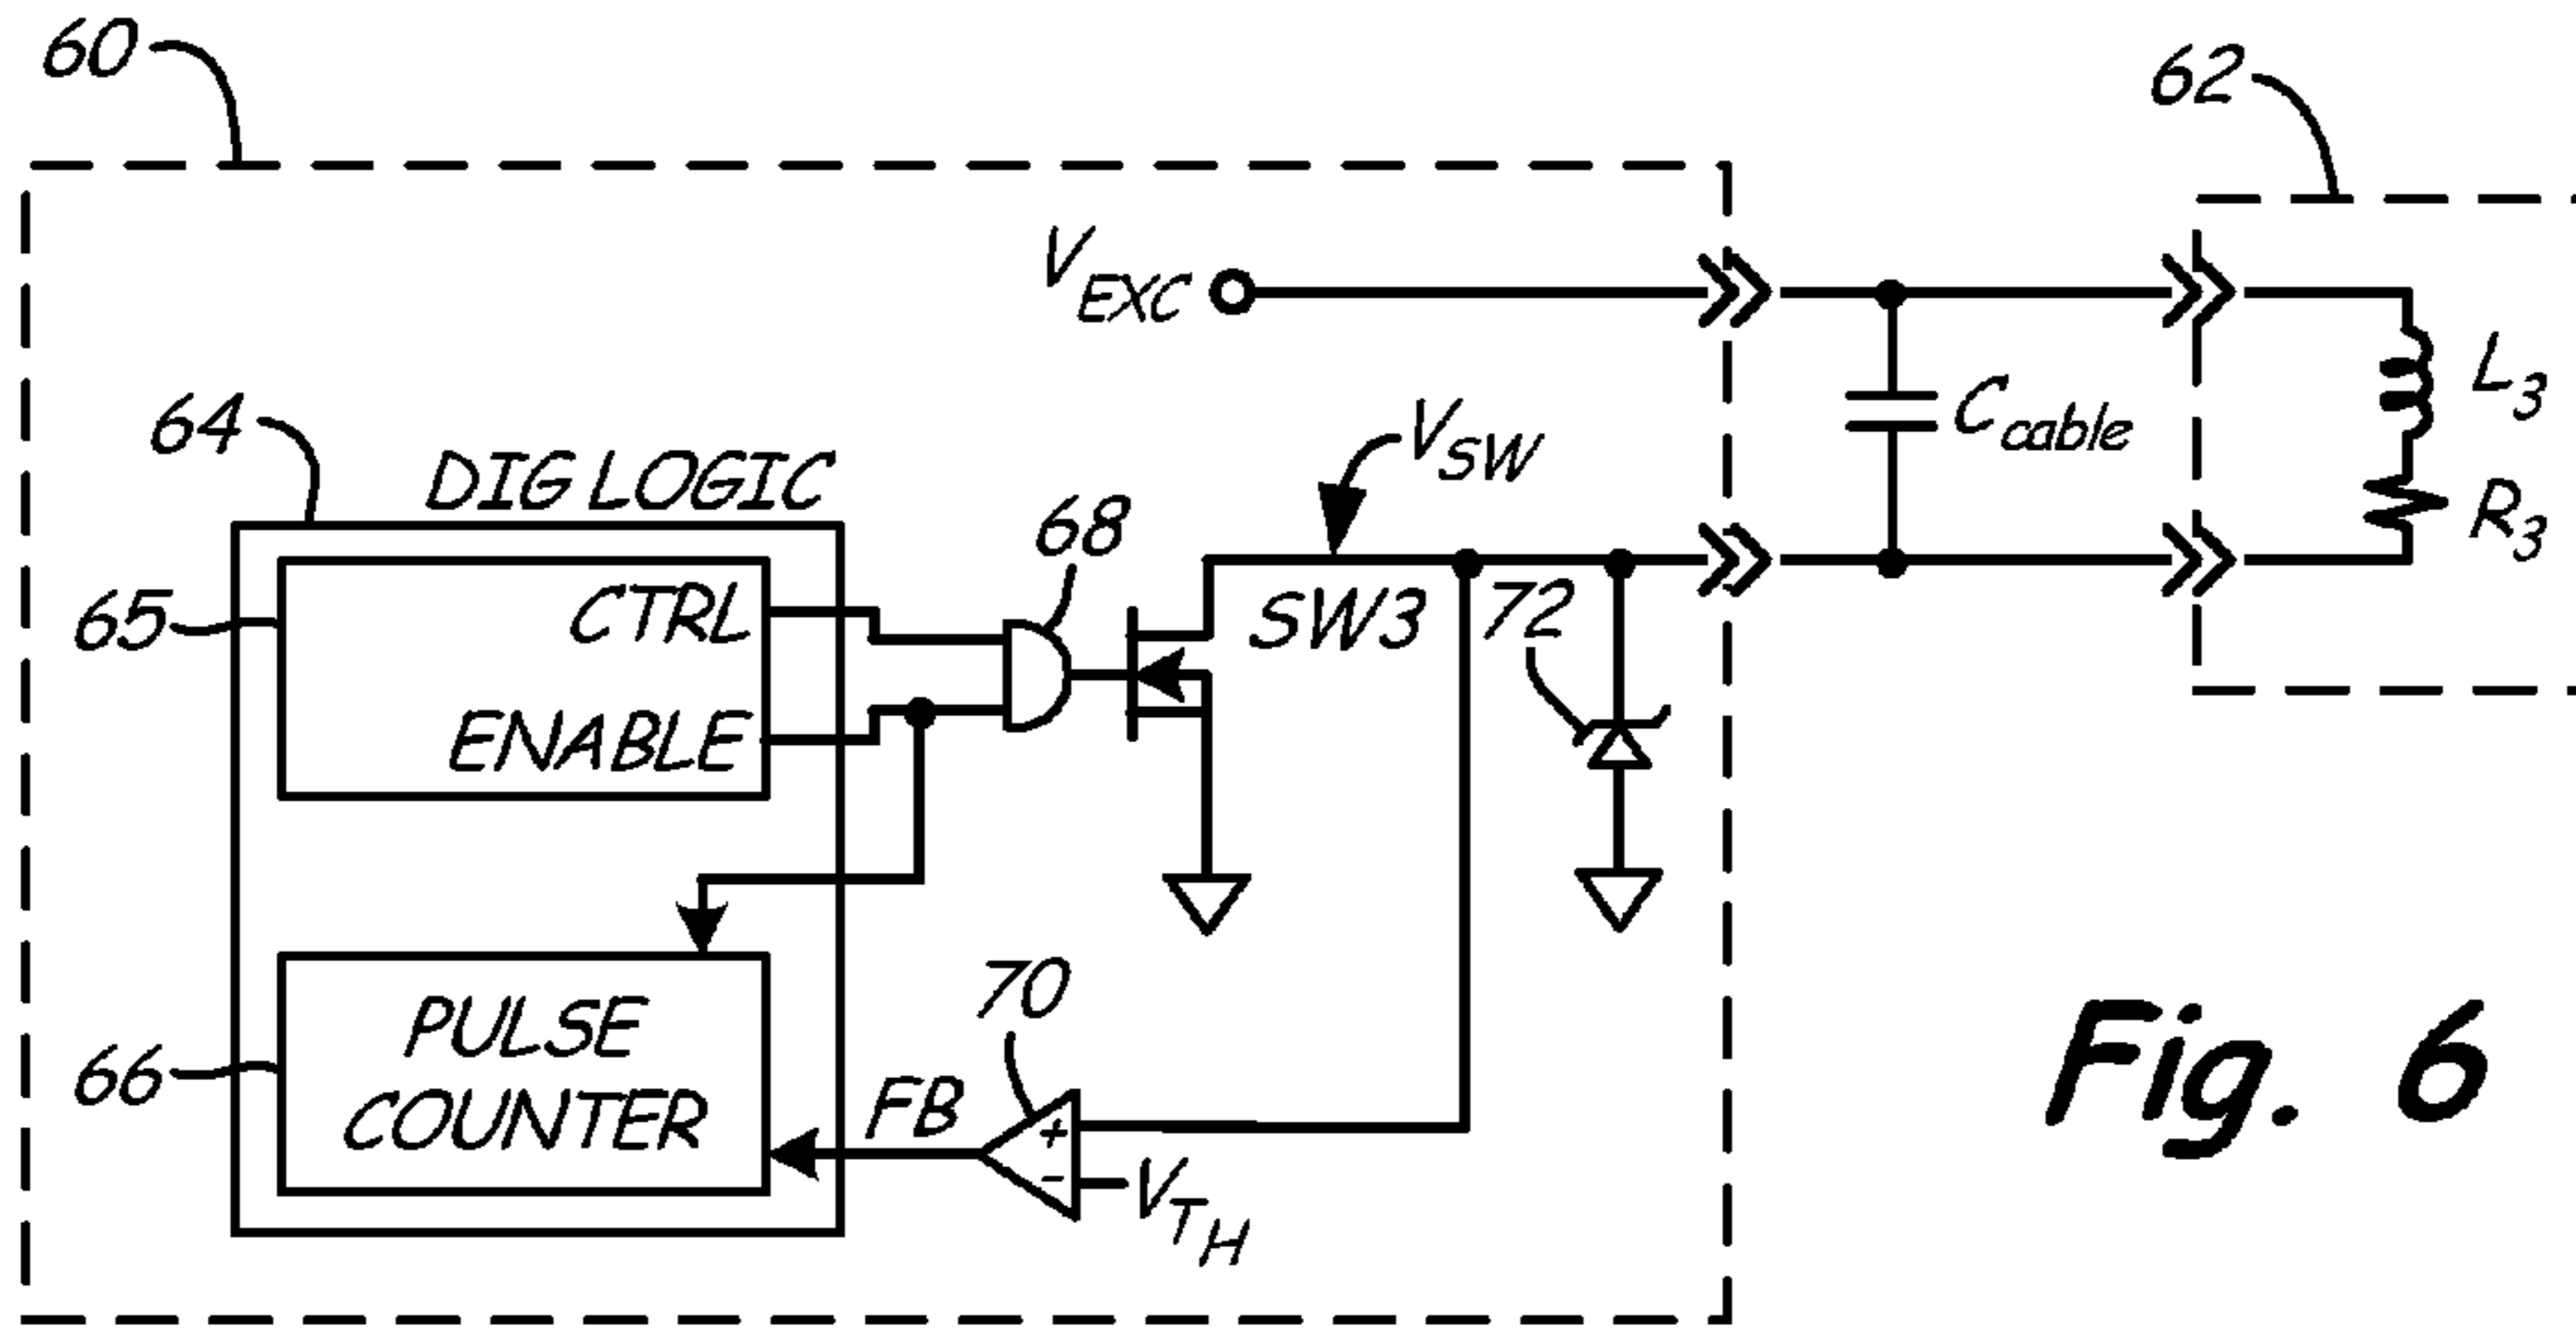 60
62
V_EXC
L_3
C_cable
R_3
V_SW
64
DIG LOGIC
68
65
CTRL
SW3
72
ENABLE
70
PULSE
COUNTER
66
FB
+
-
V_TH
Fig. 6